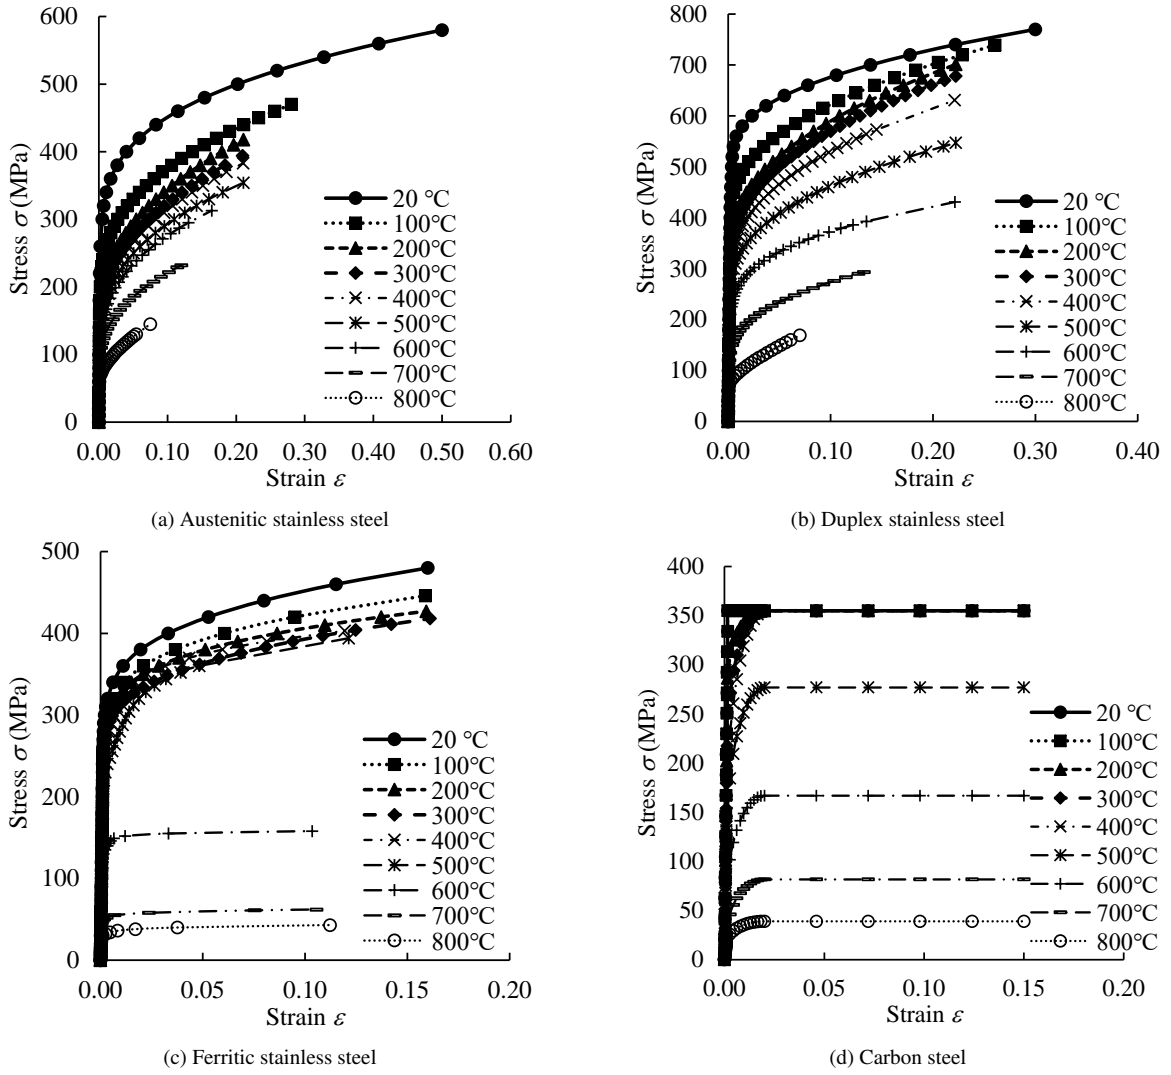 600
500
400
300
200
100
0
0.00 0.10 0.20 0.30 0.40 0.50 0.60
Stress σ (MPa)
Strain ε
20 °C
100°C
200°C
300°C
400°C
500°C
600°C
700°C
800°C
(a) Austenitic stainless steel
800
700
600
500
400
300
200
100
0
0.00 0.10 0.20 0.30 0.40
Stress σ (MPa)
Strain ε
20 °C
100°C
200°C
300°C
400°C
500°C
600°C
700°C
800°C
(b) Duplex stainless steel
500
400
300
200
100
0
0.00 0.05 0.10 0.15 0.20
Stress σ (MPa)
Strain ε
20 °C
100°C
200°C
300°C
400°C
500°C
600°C
700°C
800°C
(c) Ferritic stainless steel
400
350
300
250
200
150
100
50
0
0.00 0.05 0.10 0.15 0.20
Stress σ (MPa)
Strain ε
20 °C
100°C
200°C
300°C
400°C
500°C
600°C
700°C
800°C
(d) Carbon steel